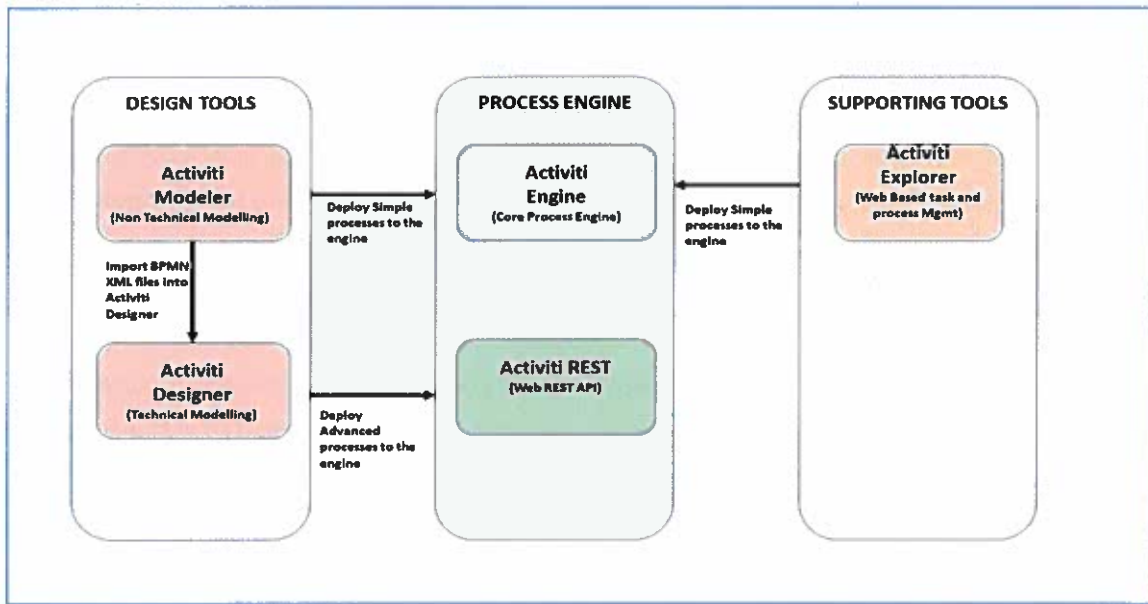 DESIGN TOOLS
Activiti
Modeler
(Non Technical Modelling)
Import BPMN
XML files into
Activiti
Designer
Activiti
Designer
(Technical Modelling)
Deploy Simple
processes to the
engine
Deploy
Advanced
processes to the
engine
PROCESS ENGINE
Activiti
Engine
(Core Process Engine)
Activiti REST
(Web REST API)
Deploy Simple
processes to the
engine
SUPPORTING TOOLS
Activiti
Explorer
(Web Based task and
process Mgmt)